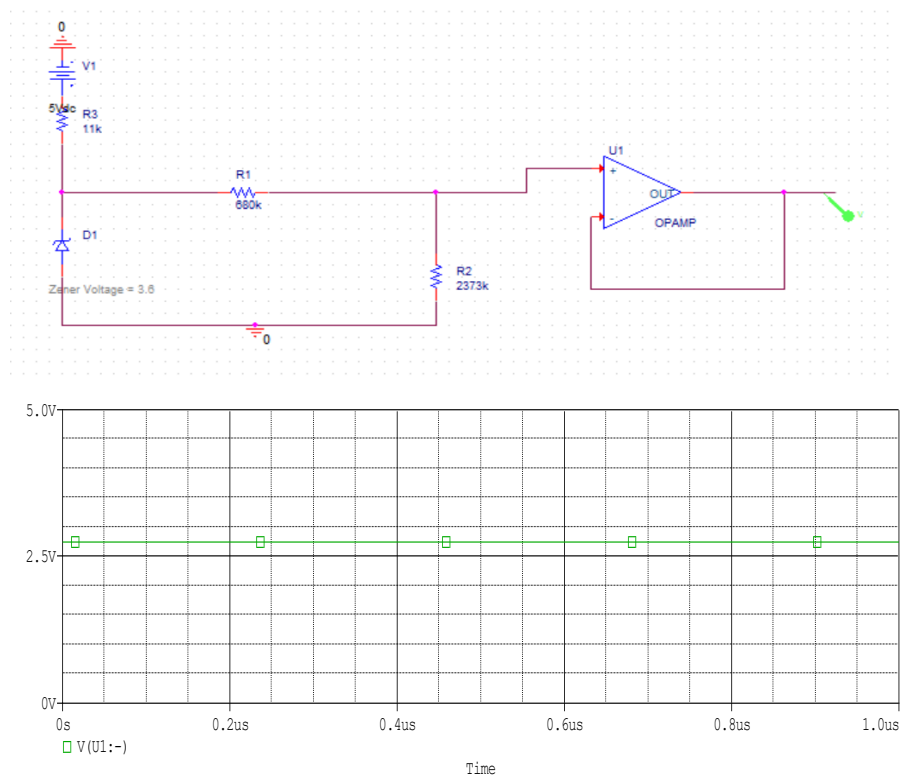 0
V1
5Vdc
R3
11k
R1
680k
U1
+
OUT
-
OPAMP
D1
R2
2373k
Zener Voltage = 3.6
0
V
5.0V
2.5V
0V
0s 0.2us 0.4us 0.6us 0.8us 1.0us
V(U1:-)
Time